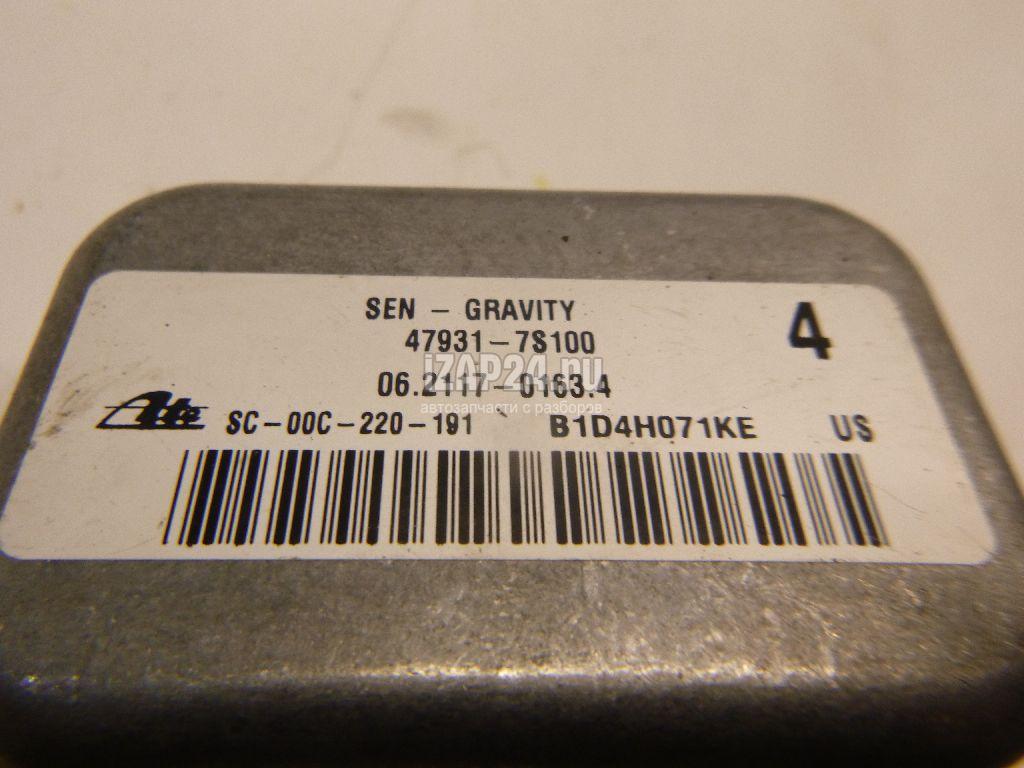 SEN - GRAVITY
4
47931-7S100
iZAP24.ru
06.2117-0163.4
автозапчасти с разборов
Ate SC-00C-220-191 B1D4H071KE US